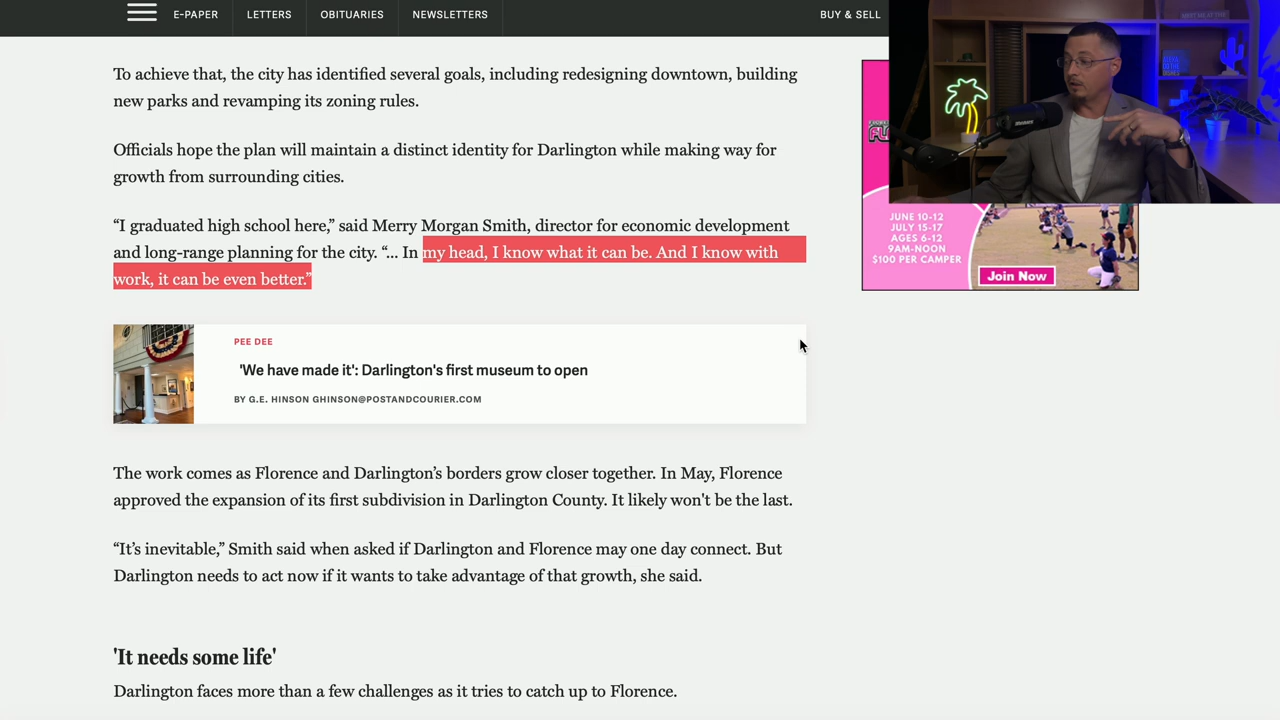 E-PAPER
LETTERS
OBITUARIES
NEWSLETTERS
BUY & SELL
To achieve that, the city has identified several goals, including redesigning downtown, building
new parks and revamping its zoning rules.
Officials hope the plan will maintain a distinct identity for Darlington while making way for
growth from surrounding cities.
“I graduated high school here,” said Merry Morgan Smith, director for economic development
and long-range planning for the city. “... In my head, I know what it can be. And I know with
work, it can be even better.”
PEE DEE
'We have made it': Darlington's first museum to open
BY G.E. HINSON GHINSON@POSTANDCOURIER.COM
The work comes as Florence and Darlington’s borders grow closer together. In May, Florence
approved the expansion of its first subdivision in Darlington County. It likely won't be the last.
“It’s inevitable,” Smith said when asked if Darlington and Florence may one day connect. But
Darlington needs to act now if it wants to take advantage of that growth, she said.
'It needs some life'
Darlington faces more than a few challenges as it tries to catch up to Florence.
JUNE 10-12
JULY 15-17
AGES 6-12
9AM-NOON
$100 PER CAMPER
Join Now